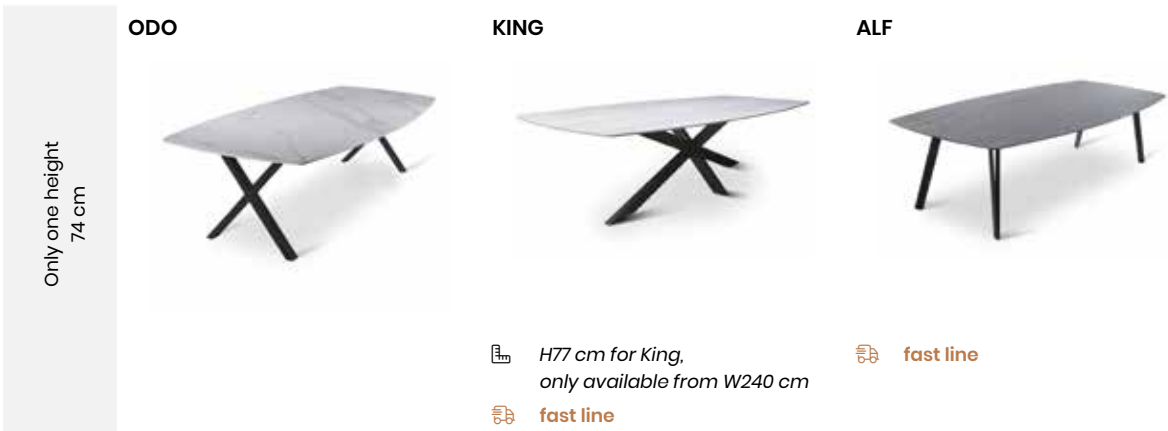 Only one height
74 cm
ODO
KING
ALF
H77 cm for King,
only available from W240 cm
fast line
fast line